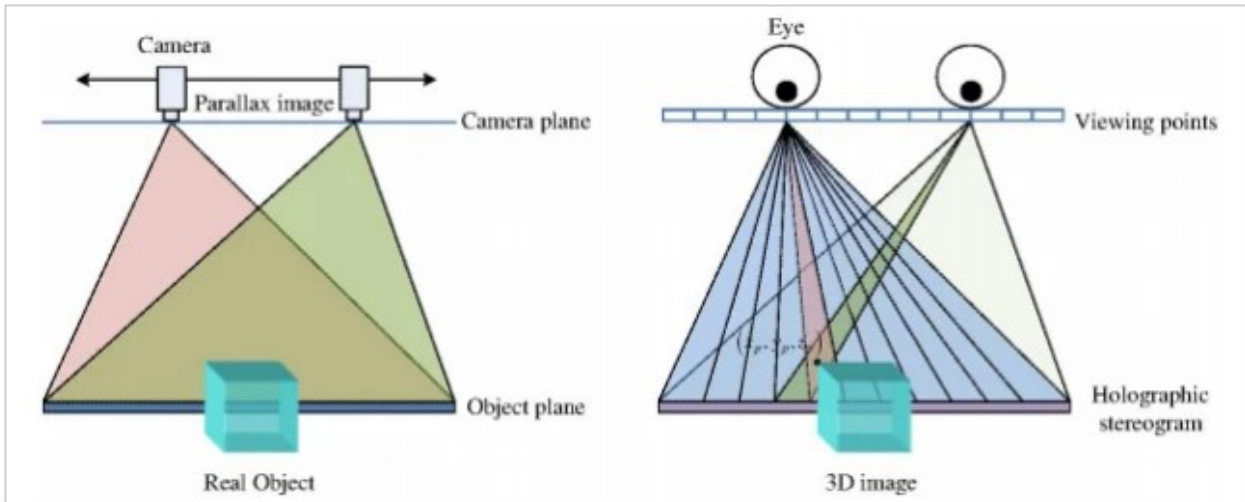 Camera
Parallax image
Camera plane
Object plane
Real Object
Eye
Viewing points
Holographic
stereogram
3D image